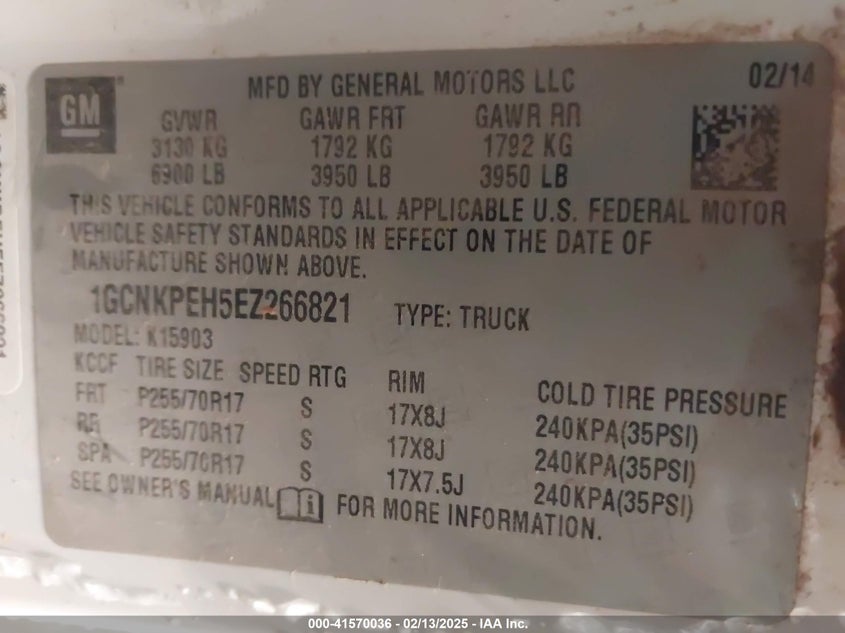 GM
MFD BY GENERAL MOTORS LLC 02/14
GVWR GAWR FRT GAWR RR
3130 KG 1792 KG 1792 KG
6900 LB 3950 LB 3950 LB
THIS VEHICLE CONFORMS TO ALL APPLICABLE U.S. FEDERAL MOTOR
VEHICLE SAFETY STANDARDS IN EFFECT ON THE DATE OF
MANUFACTURE SHOWN ABOVE.
1GCNKPEH5EZ266821 TYPE: TRUCK
MODEL: K15903
KCCF TIRE SIZE SPEED RTG RIM COLD TIRE PRESSURE
FRT P255/70R17 S 17X8J 240KPA(35PSI)
RR P255/70R17 S 17X8J 240KPA(35PSI)
SPA P255/70R17 S 17X7.5J 240KPA(35PSI)
SEE OWNER'S MANUAL FOR MORE INFORMATION.
000-41570036 - 02/13/2025 - IAA Inc.